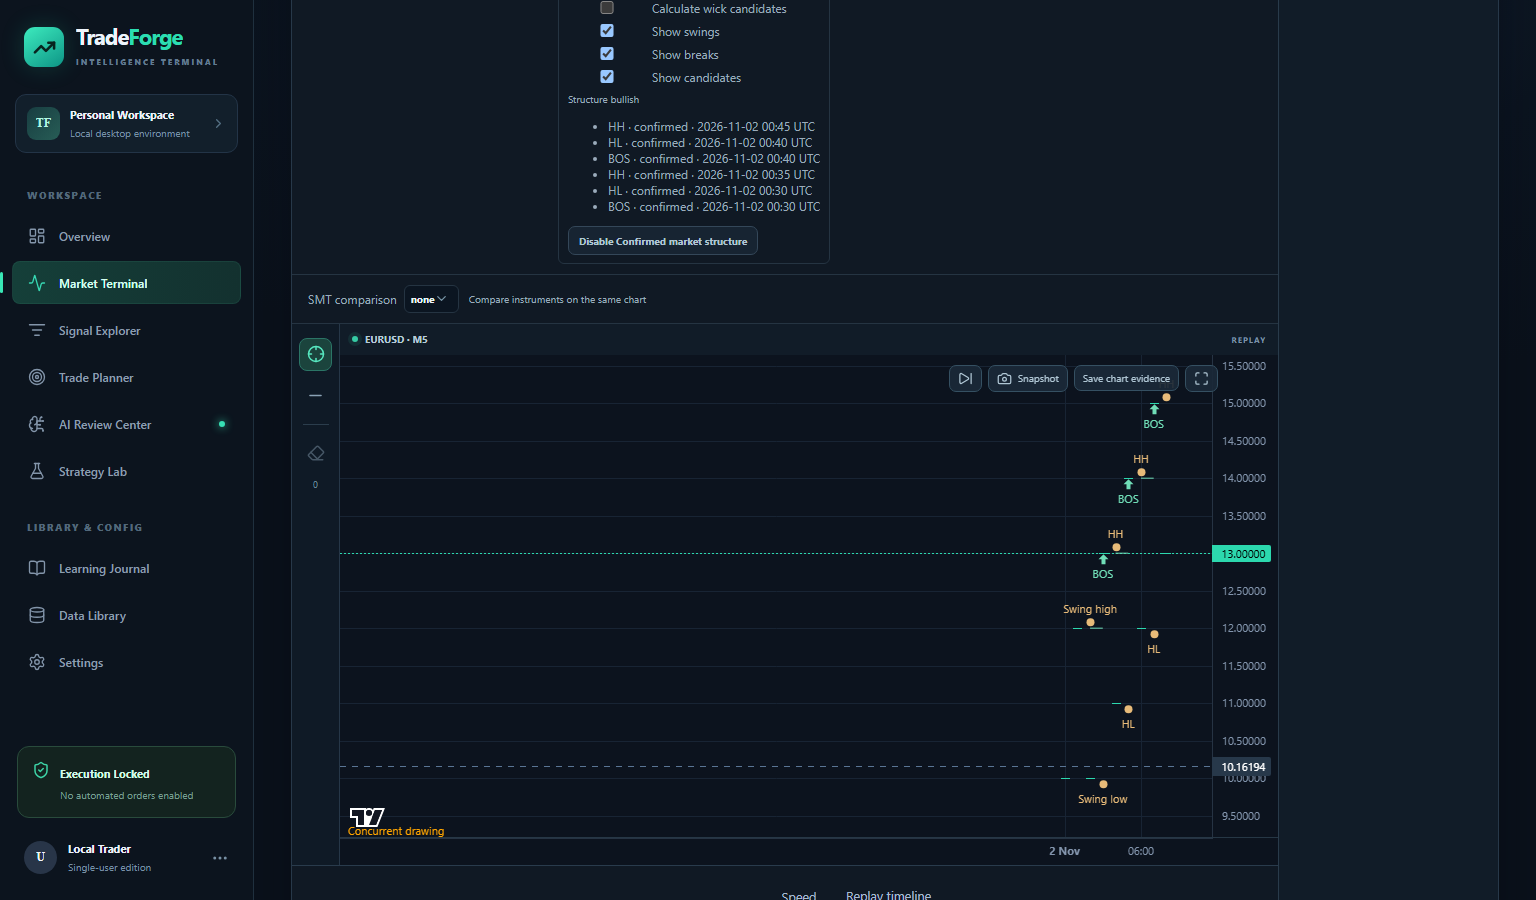 TradeForge
INTELLIGENCE TERMINAL
TF
Personal Workspace
Local desktop environment
WORKSPACE
Overview
Market Terminal
Signal Explorer
Trade Planner
AI Review Center
Strategy Lab
LIBRARY & CONFIG
Learning Journal
Data Library
Settings
Execution Locked
No automated orders enabled
U
Local Trader
Single-user edition
Calculate wick candidates
Show swings
Show breaks
Show candidates
Structure bullish
HH · confirmed · 2026-11-02 00:45 UTC
HL · confirmed · 2026-11-02 00:40 UTC
BOS · confirmed · 2026-11-02 00:40 UTC
HH · confirmed · 2026-11-02 00:35 UTC
HL · confirmed · 2026-11-02 00:30 UTC
BOS · confirmed · 2026-11-02 00:30 UTC
Disable Confirmed market structure
SMT comparison none Compare instruments on the same chart
EURUSD · M5 REPLAY
0
Snapshot
Save chart evidence
BOS
HH
BOS
HH
BOS
Swing high
HL
HL
Swing low
15.50000
15.00000
14.50000
14.00000
13.50000
13.00000
12.50000
12.00000
11.50000
11.00000
10.50000
10.16194
10.00000
9.50000
Concurrent drawing
2 Nov 06:00
Speed Replay timeline